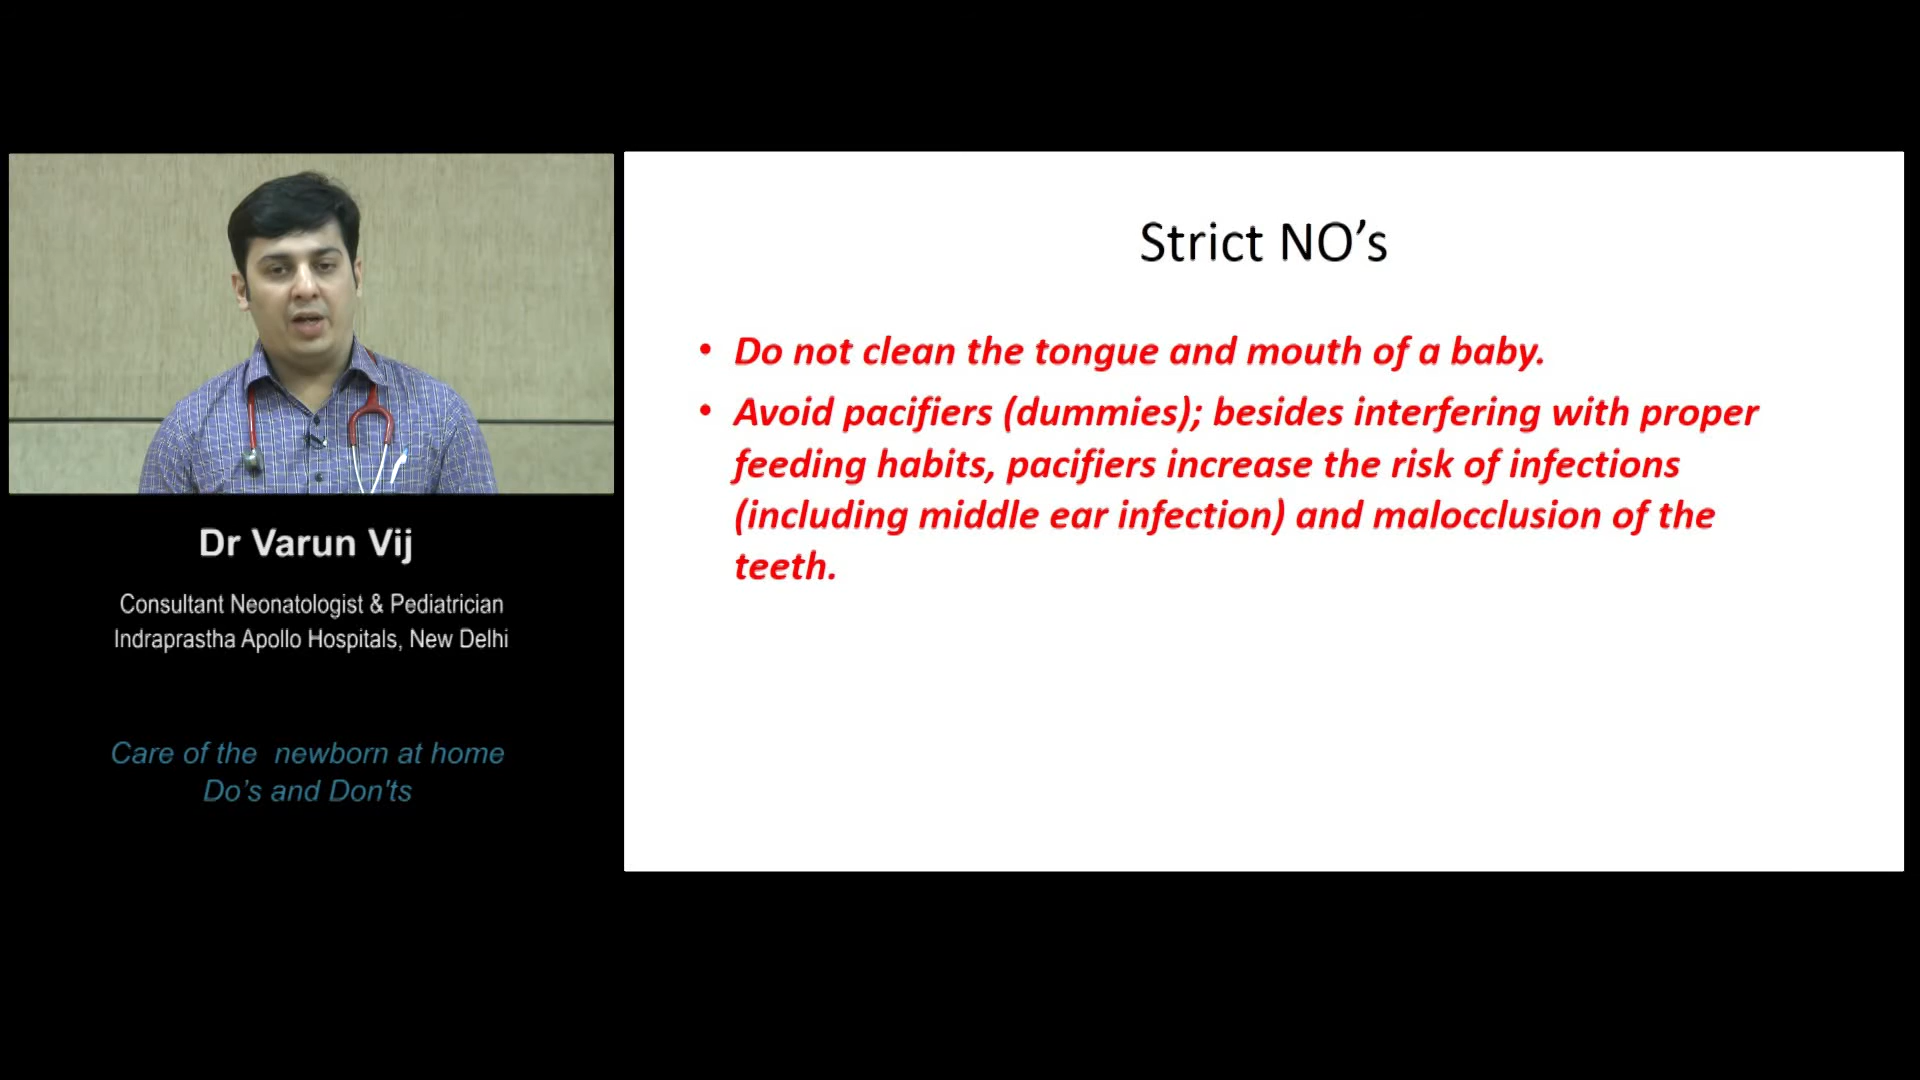 Strict NO’s
• Do not clean the tongue and mouth of a baby.
• Avoid pacifiers (dummies); besides interfering with proper
feeding habits, pacifiers increase the risk of infections
(including middle ear infection) and malocclusion of the
teeth.
Dr Varun Vij
Consultant Neonatologist & Pediatrician
Indraprastha Apollo Hospitals, New Delhi
Care of the newborn at home
Do’s and Don'ts